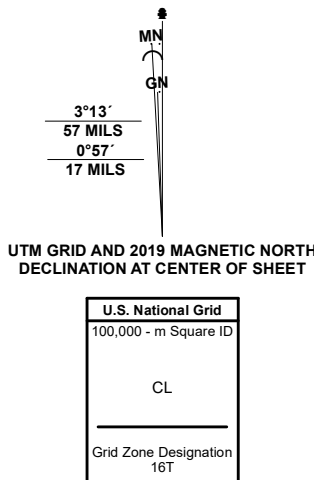 MN
GN
3°13´
57 MILS
0°57´
17 MILS
UTM GRID AND 2019 MAGNETIC NORTH
DECLINATION AT CENTER OF SHEET
U.S. National Grid
100,000 - m Square ID
CL
Grid Zone Designation
16T